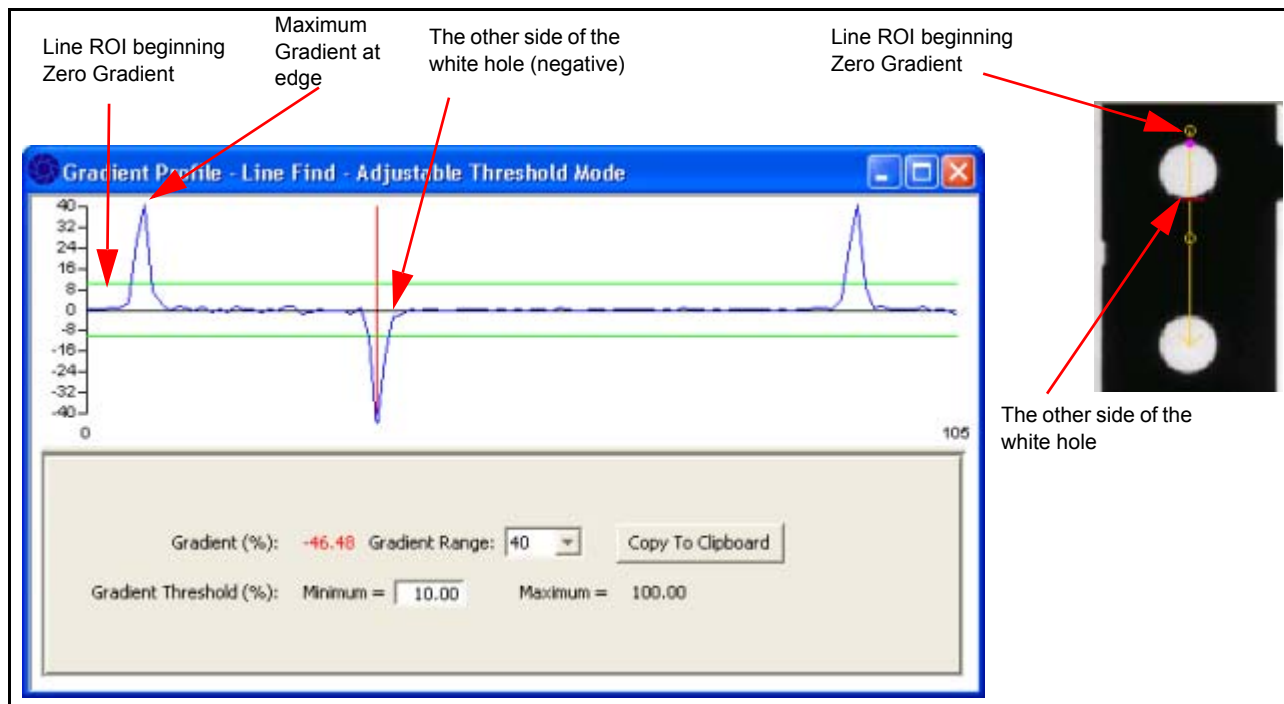 Line ROI beginning
Zero Gradient
Maximum
Gradient at
edge
The other side of the
white hole (negative)
Line ROI beginning
Zero Gradient
Gradient Profile - Line Find - Adjustable Threshold Mode
40
32
24
16
8
0
-8
-16
-24
-32
-40
0
105
The other side of the
white hole
Gradient (%): -46.48 Gradient Range: 40 Copy To Clipboard
Gradient Threshold (%): Minimum = 10.00 Maximum = 100.00